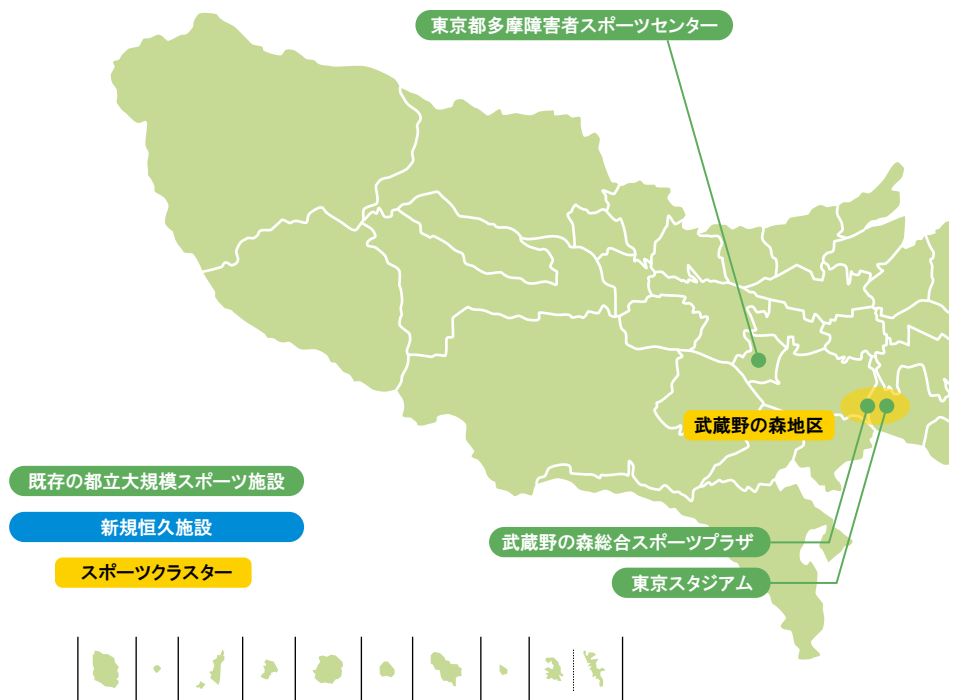 東京都多摩障害者スポーツセンター
武蔵野の森地区
既存の都立大規模スポーツ施設
新規恒久施設
スポーツクラスター
武蔵野の森総合スポーツプラザ
東京スタジアム